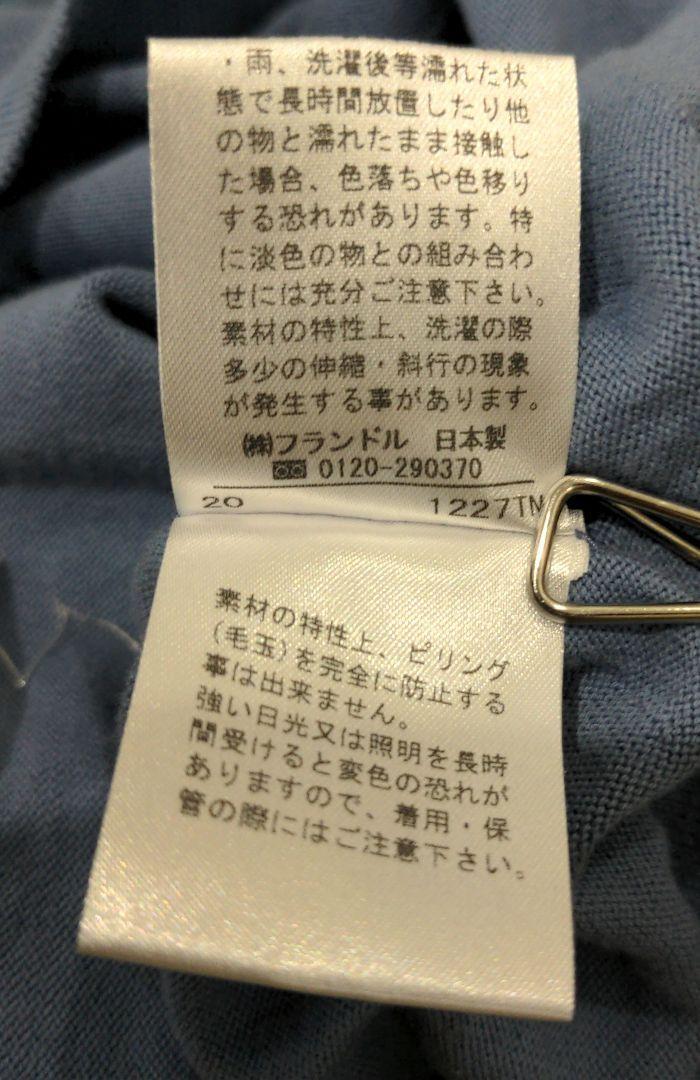 ・雨、洗濯後等濡れた状
態で長時間放置したり他
の物と濡れたまま接触し
た場合、色落ちや色移り
する恐れがあります。特
に淡色の物との組み合わ
せには充分ご注意下さい。
素材の特性上、洗濯の際
多少の伸縮・斜行の現象
が発生する事があります。
㈱フランドル 日本製
0120-290370
20 1227TN
素材の特性上、ピリング
(毛玉)を完全に防止する
事は出来ません。
強い日光又は照明を長時
間受けると変色の恐れが
ありますので、着用・保
管の際にはご注意下さい。